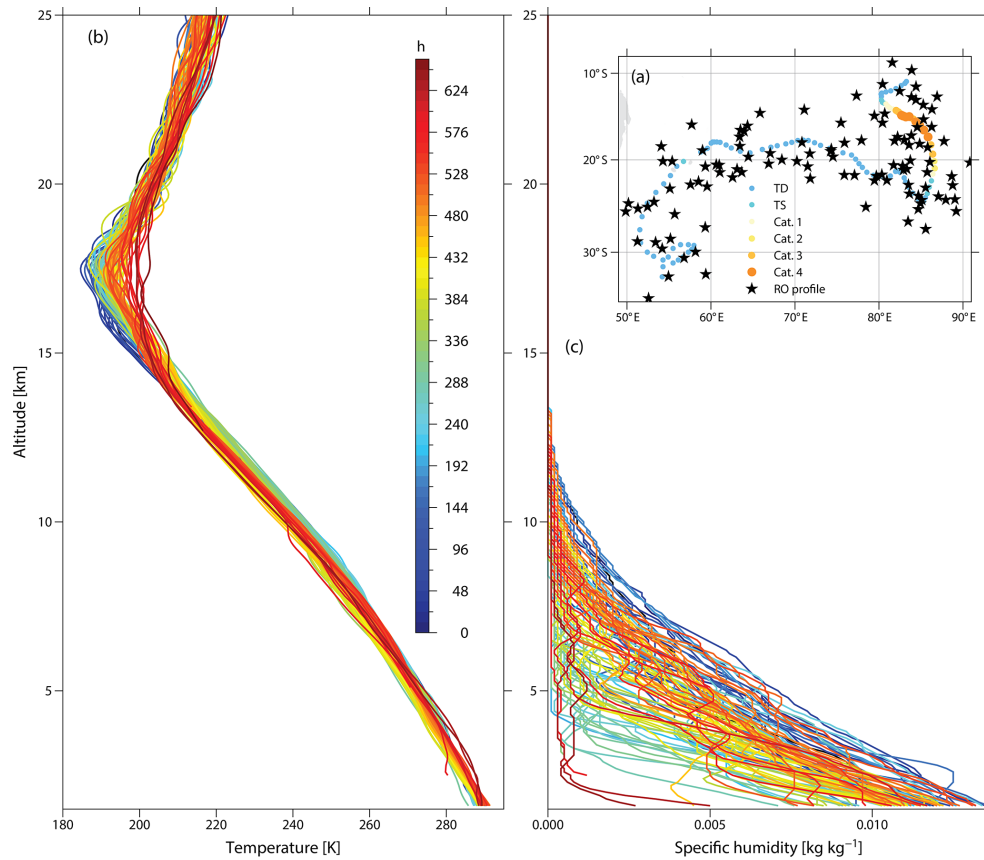 25
(b)
h
624
576
528
480
432
384
336
288
240
192
144
96
48
0
20
15
10
5
Altitude [km]
180
200
220
240
260
280
Temperature [K]
25
(a)
10°S
20°S
30°S
TD
TS
Cat. 1
Cat. 2
Cat. 3
Cat. 4
RO profile
50°E
60°E
70°E
80°E
90°E
20
15
(c)
10
5
0.000
0.005
0.010
Specific humidity [kg kg⁻¹]